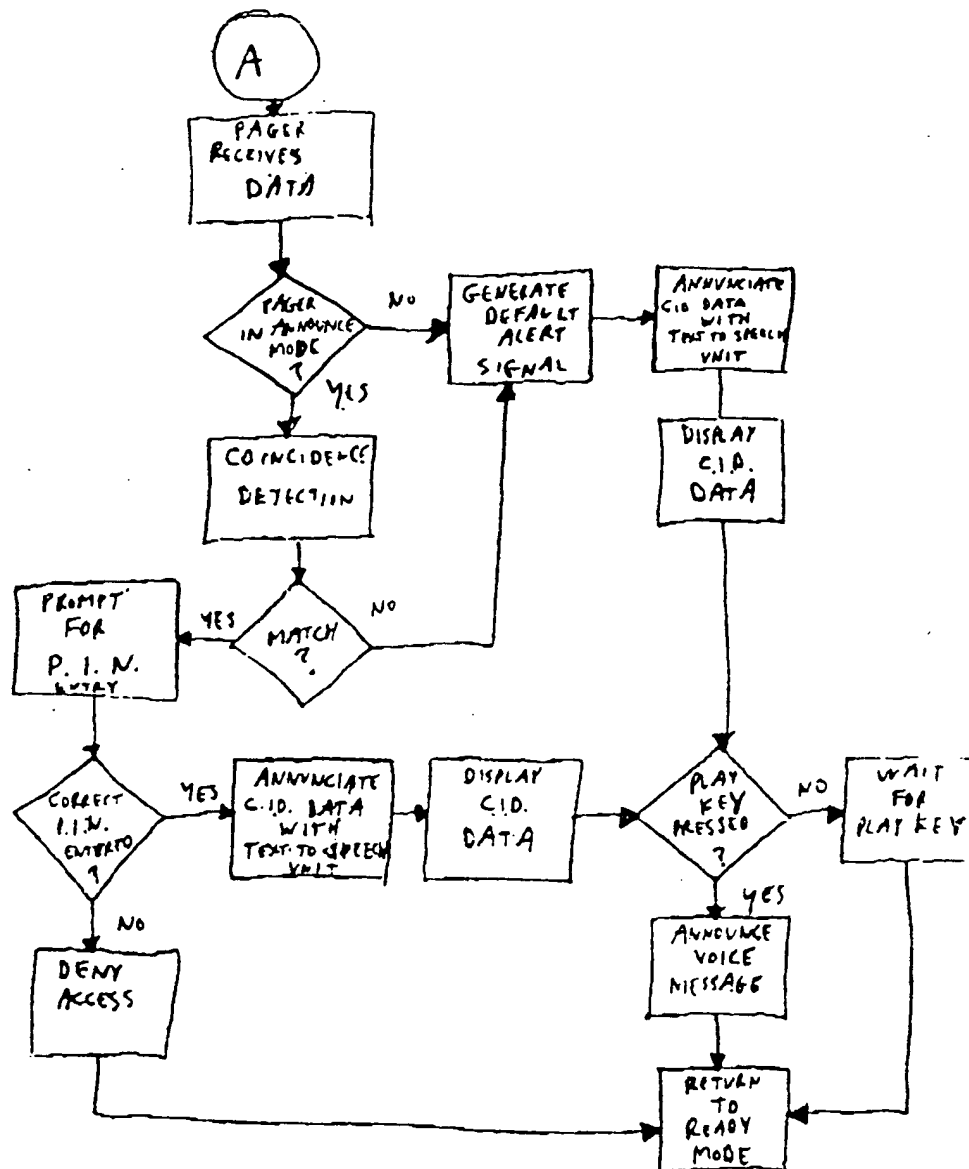 A
PAGER
RECEIVES
DATA
PAGER
IN ANNOUNCE
MODE
?
NO
YES
GENERATE
DEFAULT
ALERT
SIGNAL
ANNUNCIATE
CID DATA
WITH
TEXT TO SPEECH
UNIT
COINCIDENCE
DETECTION
DISPLAY
C.I.D.
DATA
MATCH
?
YES
NO
PROMPT
FOR
P. I. N.
ENTRY
CORRECT
P.I.N.
ENTERED
?
YES
NO
ANNUNCIATE
C.I.D. DATA
WITH
TEXT-TO SPEECH
UNIT
DISPLAY
C.I.D.
DATA
PLAY
KEY
PRESSED
?
NO
YES
WAIT
FOR
PLAY KEY
DENY
ACCESS
ANNOUNCE
VOICE
MESSAGE
RETURN
TO
READY
MODE